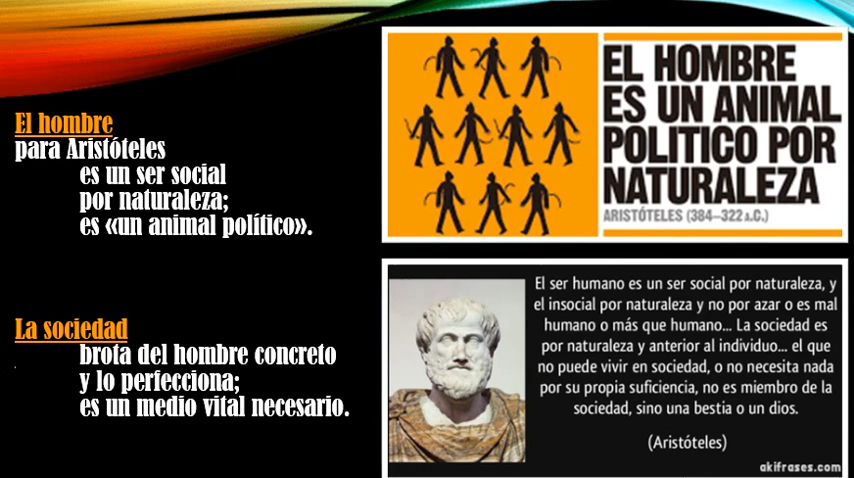 El hombre
para Aristóteles
es un ser social
por naturaleza;
es «un animal político».
La sociedad
brota del hombre concreto
y lo perfecciona;
es un medio vital necesario.
EL HOMBRE
ES UN ANIMAL
POLITICO POR
NATURALEZA
ARISTÓTELES (384–322 A.C.)
El ser humano es un ser social por naturaleza, y
el insocial por naturaleza y no por azar o es mal
humano o más que humano... La sociedad es
por naturaleza y anterior al individuo... el que
no puede vivir en sociedad, o no necesita nada
por su propia suficiencia, no es miembro de la
sociedad, sino una bestia o un dios.
(Aristóteles)
akifrases.com